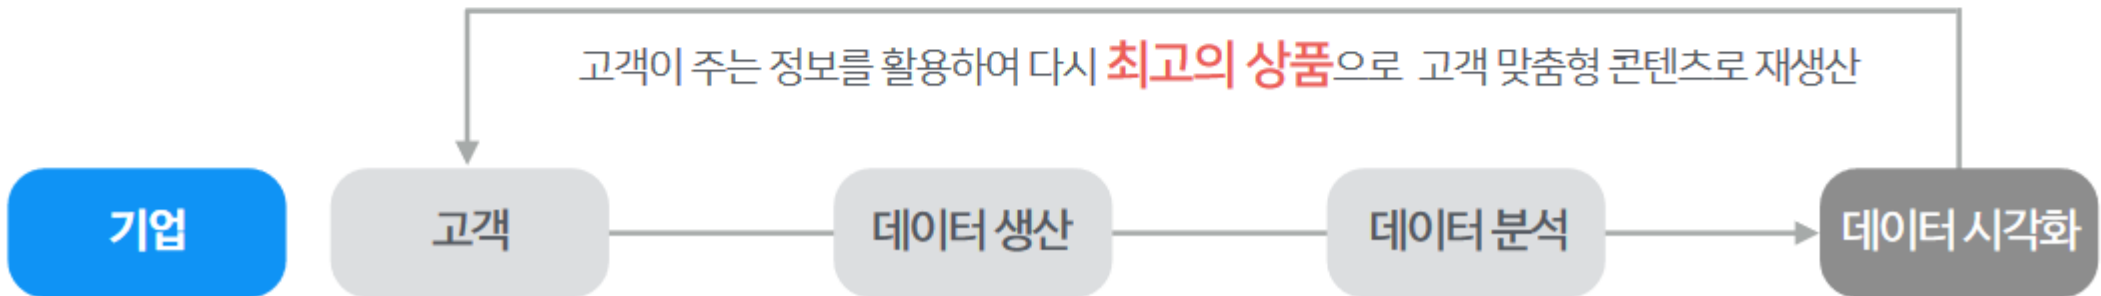 고객이 주는 정보를 활용하여 다시 최고의 상품으로 고객 맞춤형 콘텐츠로 재생산
기업
고객
데이터 생산
데이터 분석
데이터 시각화